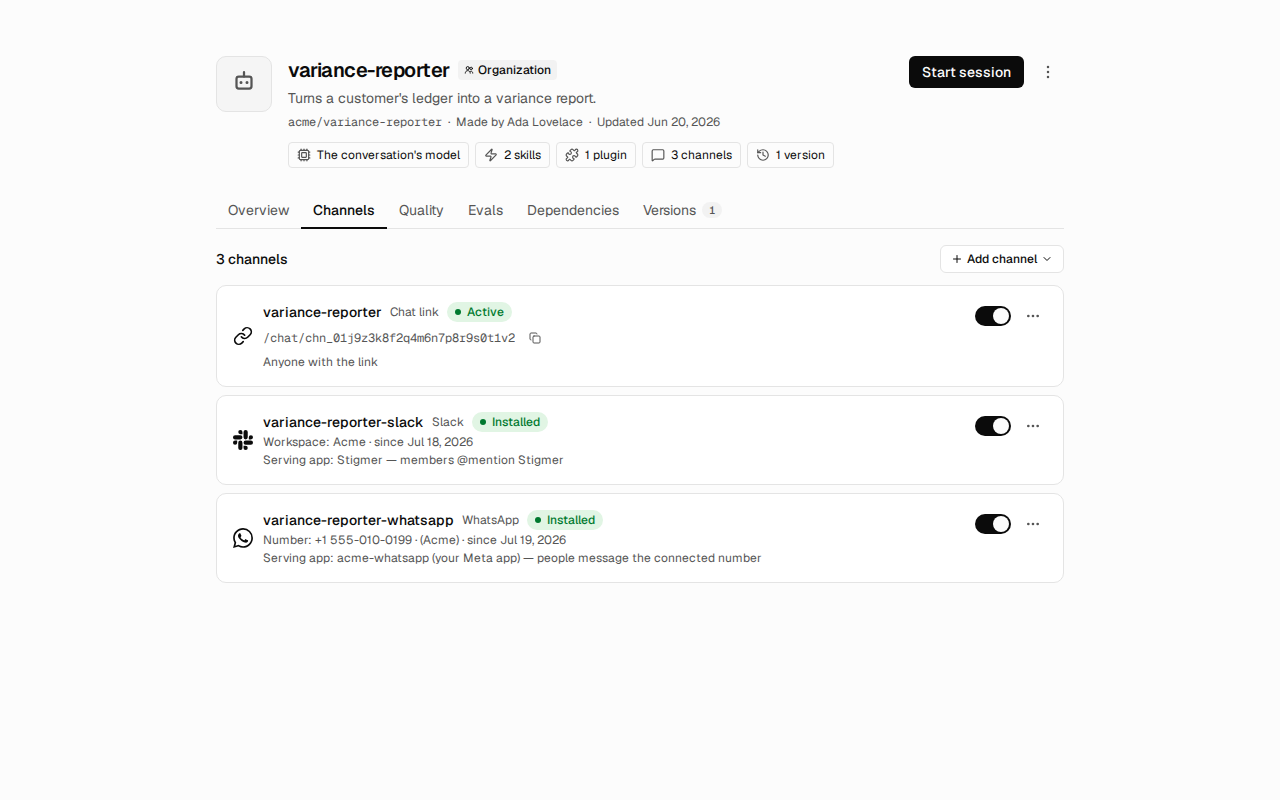 variance-reporter Organization
Start session
Turns a customer's ledger into a variance report.
acme/variance-reporter · Made by Ada Lovelace · Updated Jun 20, 2026
The conversation's model 2 skills 1 plugin 3 channels 1 version
Overview Channels Quality Evals Dependencies Versions 1
3 channels
Add channel
variance-reporter Chat link Active
/chat/chn_01j9z3k8f2q4m6n7p8r9s0t1v2
Anyone with the link
variance-reporter-slack Slack Installed
Workspace: Acme · since Jul 18, 2026
Serving app: Stigmer — members @mention Stigmer
variance-reporter-whatsapp WhatsApp Installed
Number: +1 555-010-0199 · (Acme) · since Jul 19, 2026
Serving app: acme-whatsapp (your Meta app) — people message the connected number